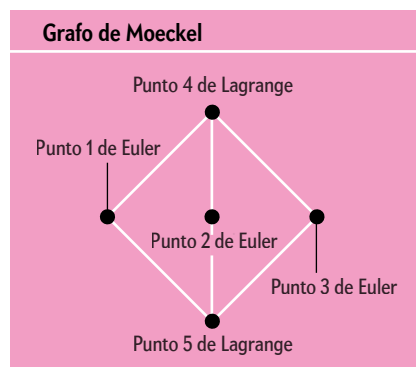 Grafo de Moeckel
Punto 4 de Lagrange
Punto 1 de Euler
Punto 2 de Euler
Punto 3 de Euler
Punto 5 de Lagrange